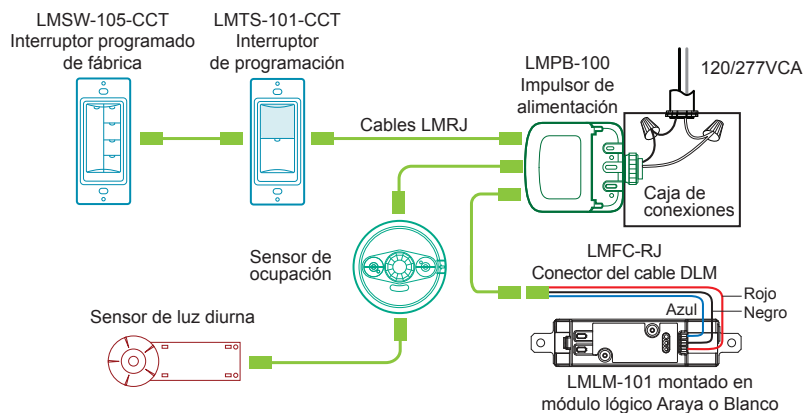 LMSW-105-CCT
Interruptor programado
de fábrica
LMTS-101-CCT
Interruptor
de programación
LMPB-100
Impulsor de
alimentación
120/277VCA
Cables LMRJ
Caja de
conexiones
Sensor de
ocupación
LMFC-RJ
Conector del cable DLM
Rojo
Azul
Negro
Sensor de luz diurna
LMLM-101 montado en
módulo lógico Araya o Blanco